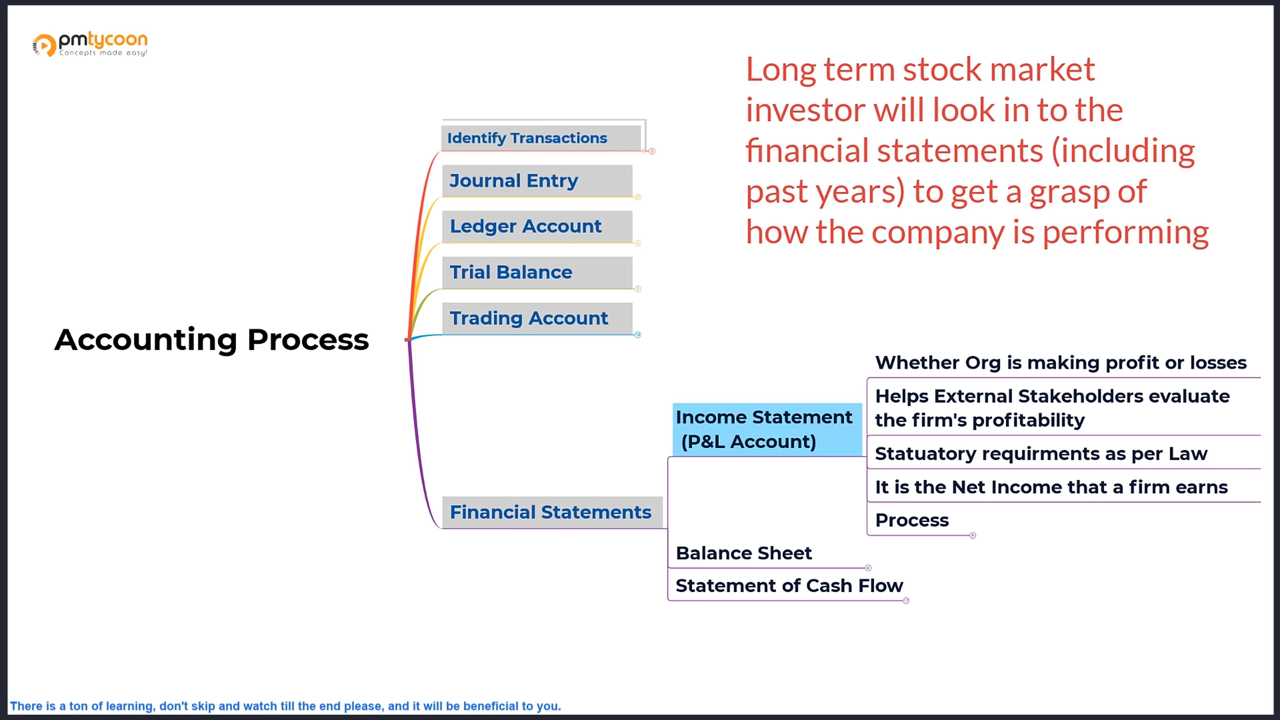 pmtycoon
Concepts made easy!
Long term stock market
investor will look in to the
financial statements (including
past years) to get a grasp of
how the company is performing
Accounting Process
Identify Transactions
Journal Entry
Ledger Account
Trial Balance
Trading Account
Financial Statements
Income Statement
(P&L Account)
Whether Org is making profit or losses
Helps External Stakeholders evaluate
the firm's profitability
Statuatory requirments as per Law
It is the Net Income that a firm earns
Process
Balance Sheet
Statement of Cash Flow
There is a ton of learning, don't skip and watch till the end please, and it will be beneficial to you.